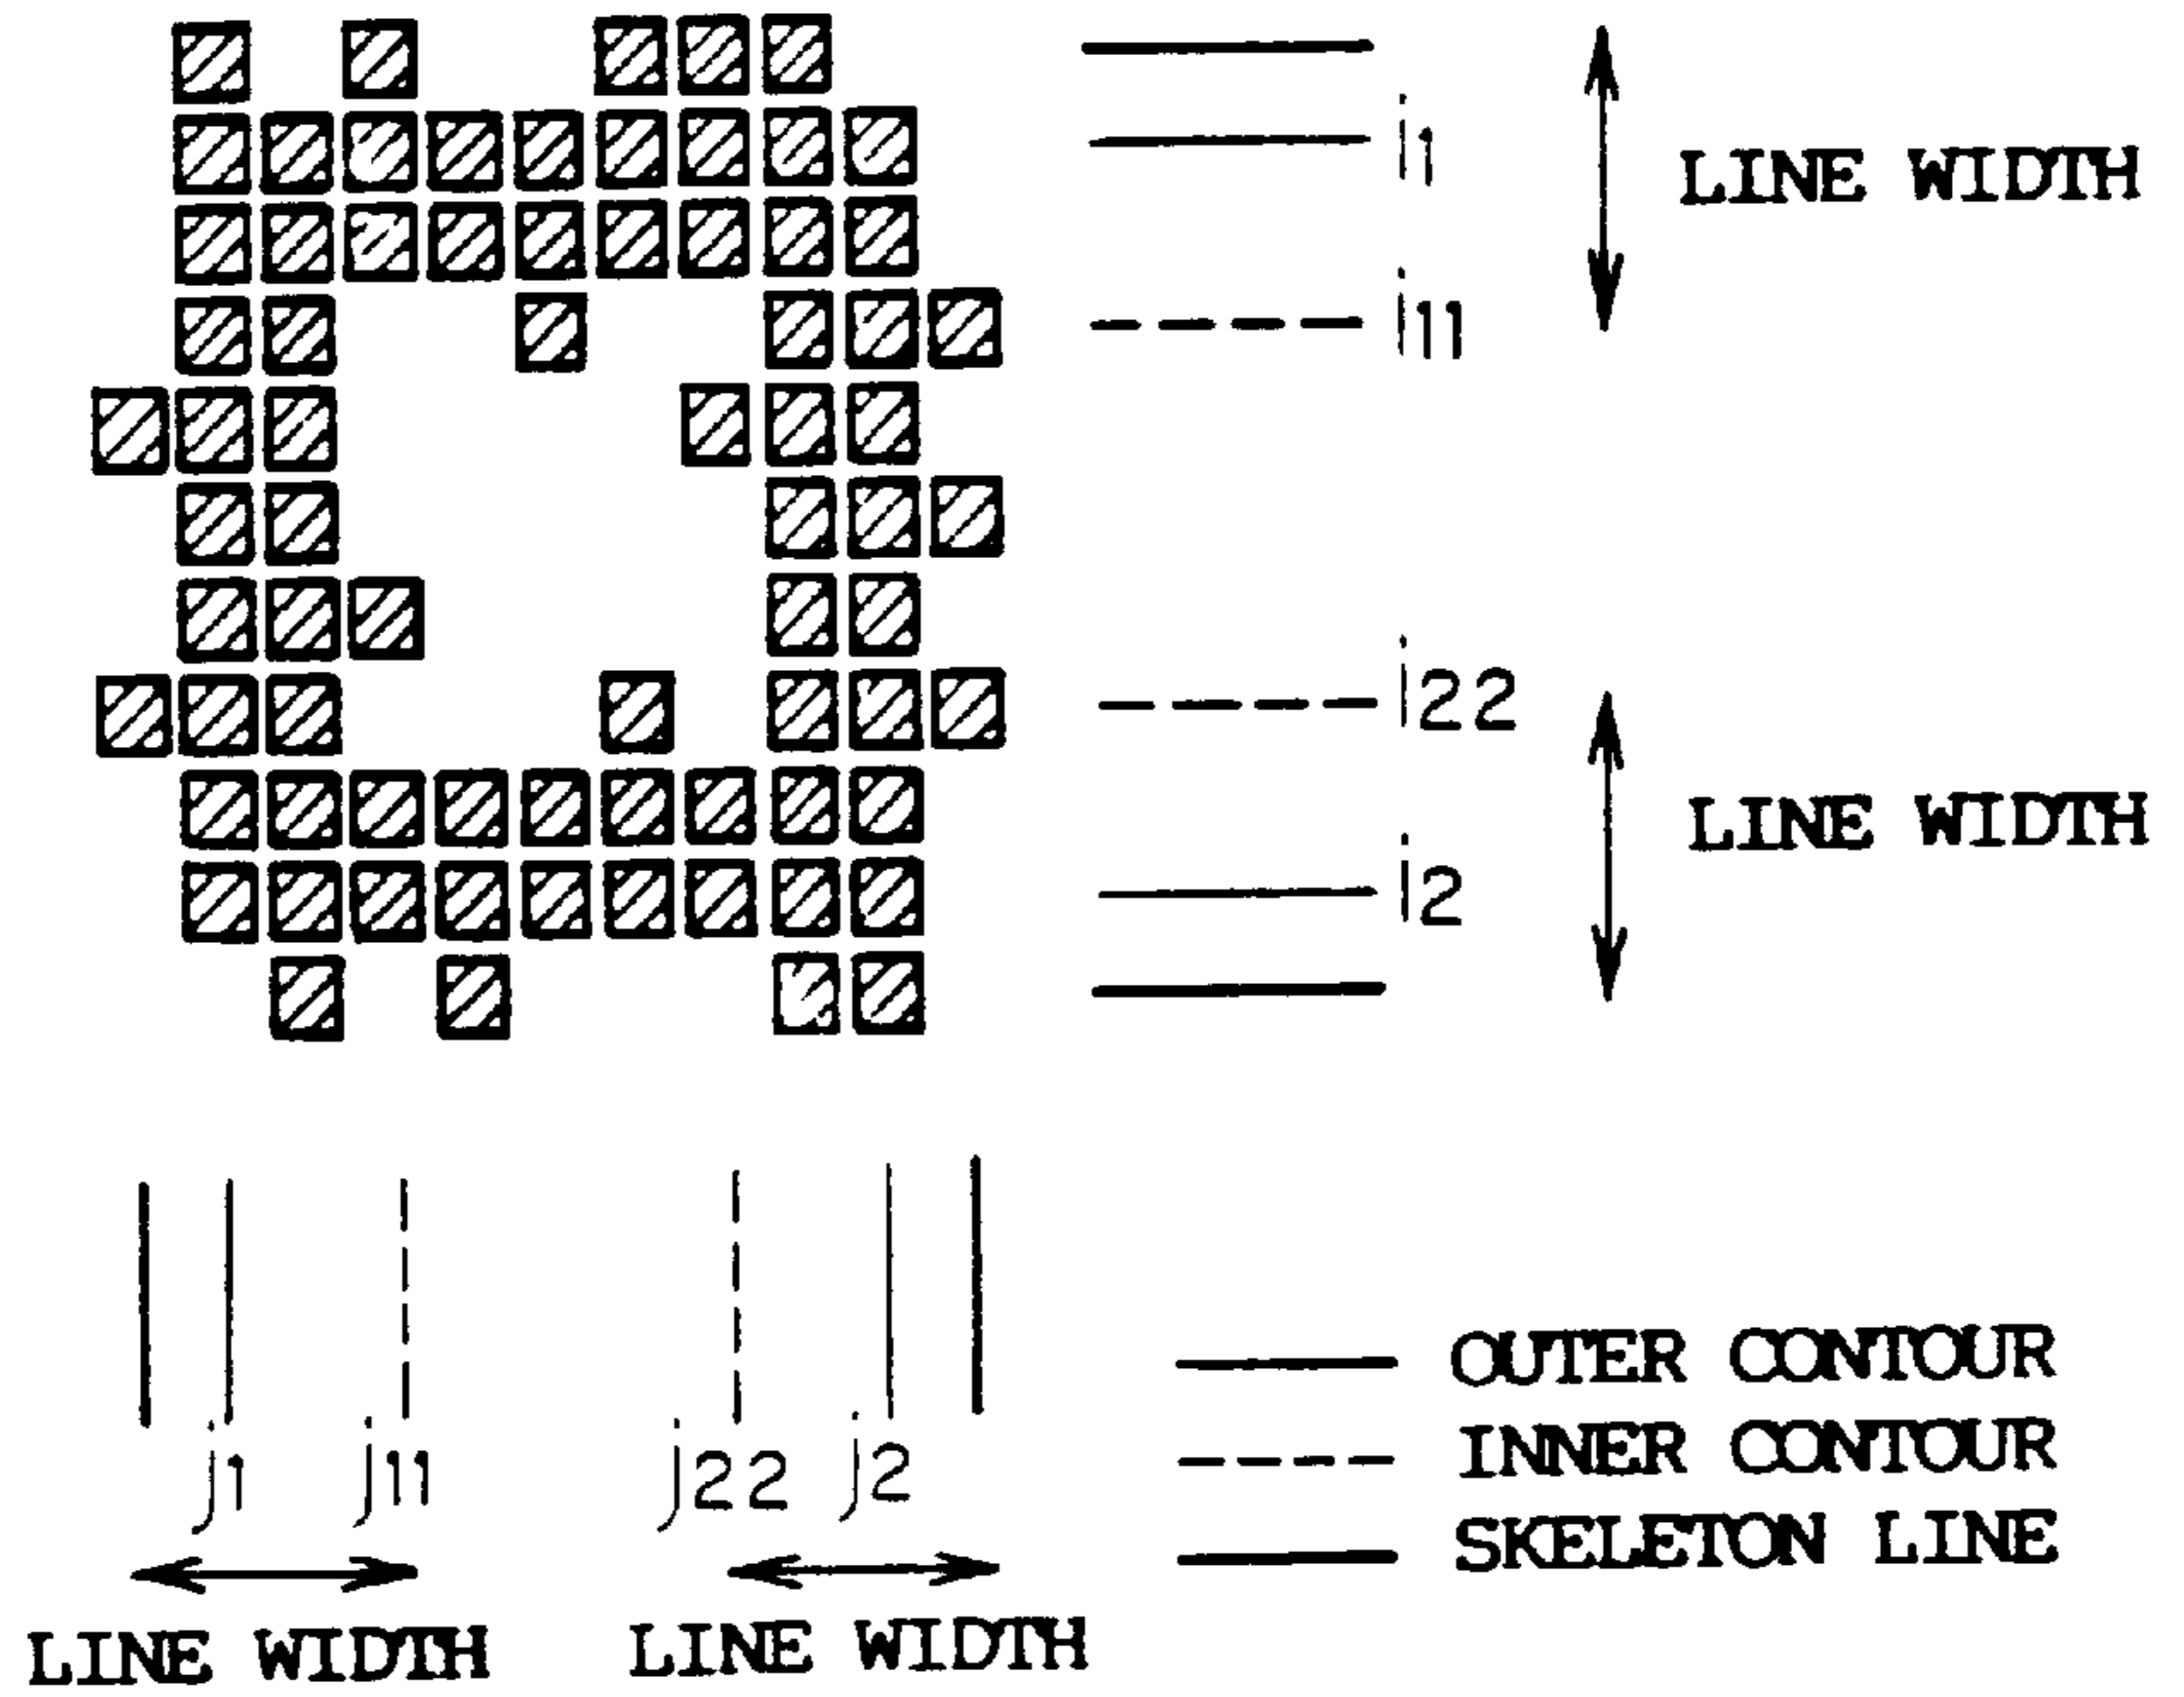 i1
LINE WIDTH
i11
i22
LINE WIDTH
i2
j1 j11 j22 j2
LINE WIDTH LINE WIDTH
OUTER CONTOUR
INNER CONTOUR
SKELETON LINE